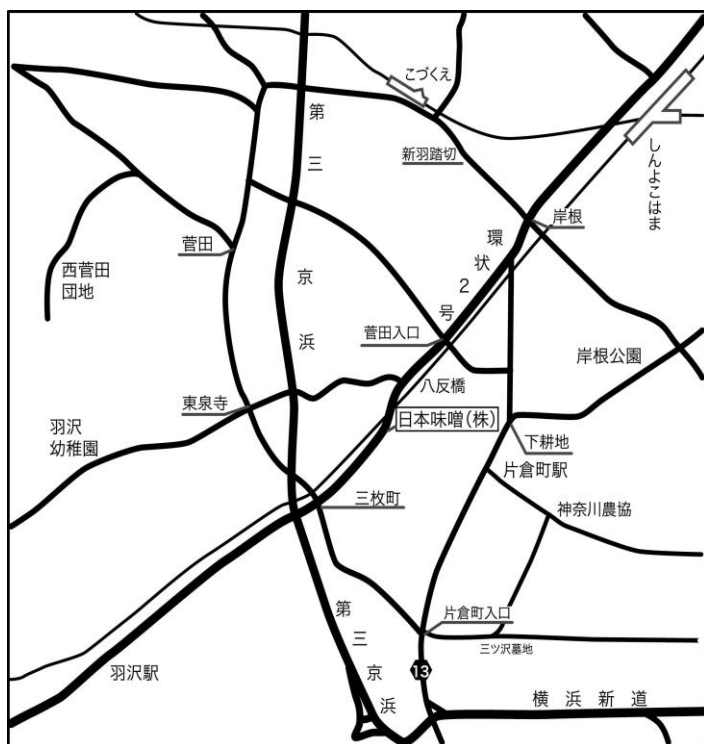 こづくえ
第三
京浜
新羽踏切
しんよこはま
岸根
環状2号
菅田
西菅田
団地
菅田入口
岸根公園
八反橋
東泉寺
日本味噌(株)
羽沢
幼稚園
下耕地
片倉町駅
三枚町
神奈川農協
第三京浜
片倉町入口
三ツ沢墓地
羽沢駅
13
横浜新道